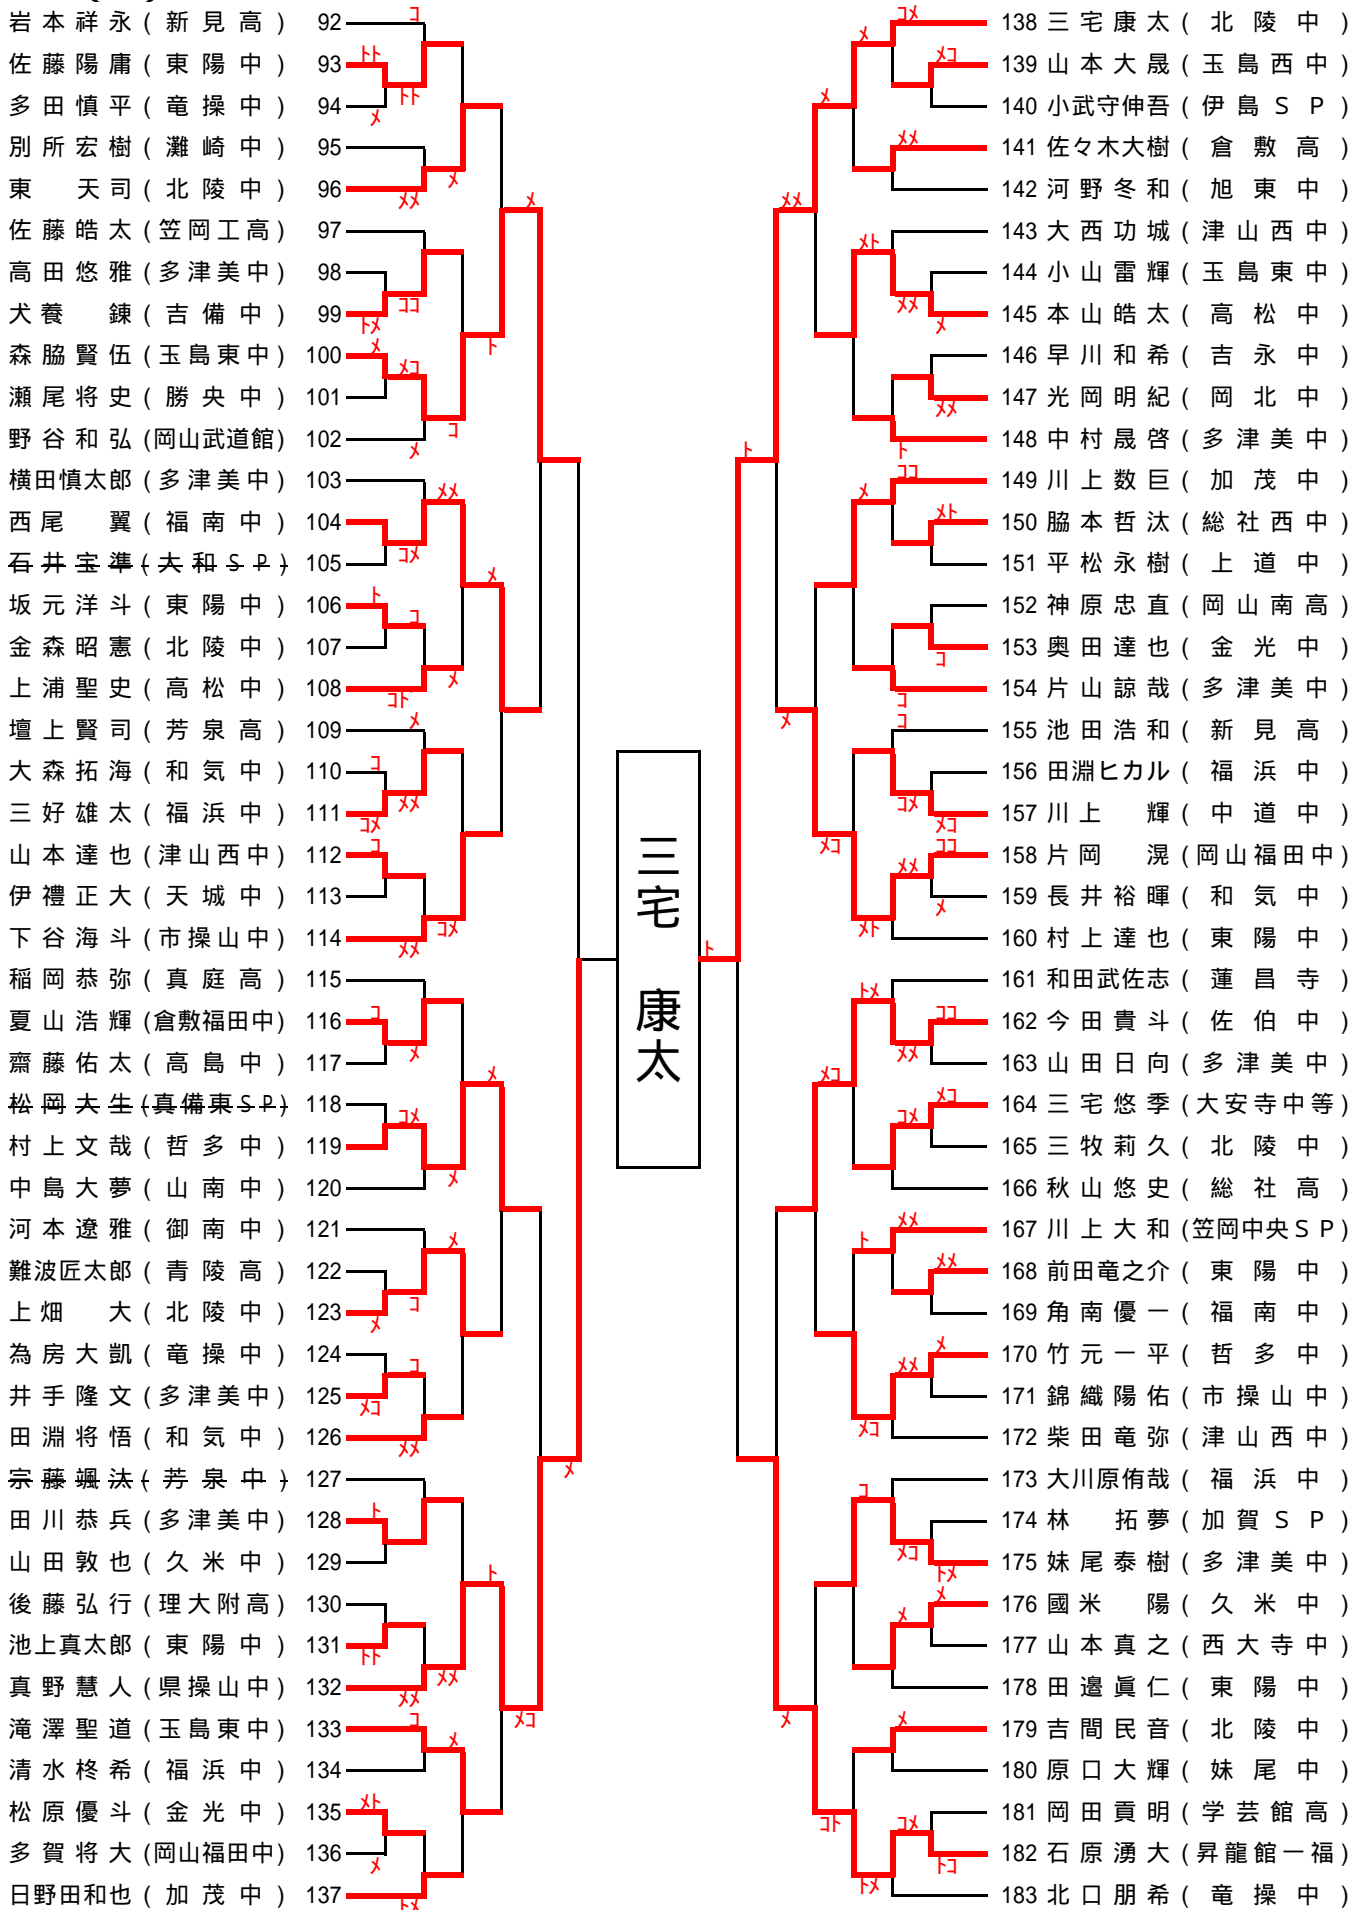 岩本祥永(新見高) 92
佐藤陽庸(東陽中) 93
多田慎平(竜操中) 94
別所宏樹(灘崎中) 95
東　天司(北陵中) 96
佐藤皓太(笠岡工高) 97
高田悠雅(多津美中) 98
犬養　錬(吉備中) 99
森脇賢伍(玉島東中) 100
瀬尾将史(勝央中) 101
野谷和弘(岡山武道館) 102
横田慎太郎(多津美中) 103
西尾　翼(福南中) 104
石井宝準(大和ＳＰ) 105
坂元洋斗(東陽中) 106
金森昭憲(北陵中) 107
上浦聖史(高松中) 108
壇上賢司(芳泉高) 109
大森拓海(和気中) 110
三好雄太(福浜中) 111
山本達也(津山西中) 112
伊禮正大(天城中) 113
下谷海斗(市操山中) 114
稲岡恭弥(真庭高) 115
夏山浩輝(倉敷福田中) 116
齋藤佑太(高島中) 117
松岡大生(真備東ＳＰ) 118
村上文哉(哲多中) 119
中島大夢(山南中) 120
河本遼雅(御南中) 121
難波匠太郎(青陵高) 122
上畑　大(北陵中) 123
為房大凱(竜操中) 124
井手隆文(多津美中) 125
田淵将悟(和気中) 126
宗藤颯汰(芳泉中) 127
田川恭兵(多津美中) 128
山田敦也(久米中) 129
後藤弘行(理大附高) 130
池上真太郎(東陽中) 131
真野慧人(県操山中) 132
滝澤聖道(玉島東中) 133
清水柊希(福浜中) 134
松原優斗(金光中) 135
多賀将大(岡山福田中) 136
日野田和也(加茂中) 137
三宅　康太
138 三宅康太(北陵中)
139 山本大晟(玉島西中)
140 小武守伸吾(伊島ＳＰ)
141 佐々木大樹(倉敷高)
142 河野冬和(旭東中)
143 大西功城(津山西中)
144 小山雷輝(玉島東中)
145 本山皓太(高松中)
146 早川和希(吉永中)
147 光岡明紀(岡北中)
148 中村晟啓(多津美中)
149 川上数巨(加茂中)
150 脇本哲汰(総社西中)
151 平松永樹(上道中)
152 神原忠直(岡山南高)
153 奥田達也(金光中)
154 片山諒哉(多津美中)
155 池田浩和(新見高)
156 田淵ヒカル(福浜中)
157 川上　輝(中道中)
158 片岡　滉(岡山福田中)
159 長井裕暉(和気中)
160 村上達也(東陽中)
161 和田武佐志(蓮昌寺)
162 今田貴斗(佐伯中)
163 山田日向(多津美中)
164 三宅悠季(大安寺中等)
165 三牧莉久(北陵中)
166 秋山悠史(総社高)
167 川上大和(笠岡中央ＳＰ)
168 前田竜之介(東陽中)
169 角南優一(福南中)
170 竹元一平(哲多中)
171 錦織陽佑(市操山中)
172 柴田竜弥(津山西中)
173 大川原侑哉(福浜中)
174 林　拓夢(加賀ＳＰ)
175 妹尾泰樹(多津美中)
176 國米　陽(久米中)
177 山本真之(西大寺中)
178 田邉眞仁(東陽中)
179 吉間民音(北陵中)
180 原口大輝(妹尾中)
181 岡田貢明(学芸館高)
182 石原湧大(昇龍館一福)
183 北口朋希(竜操中)